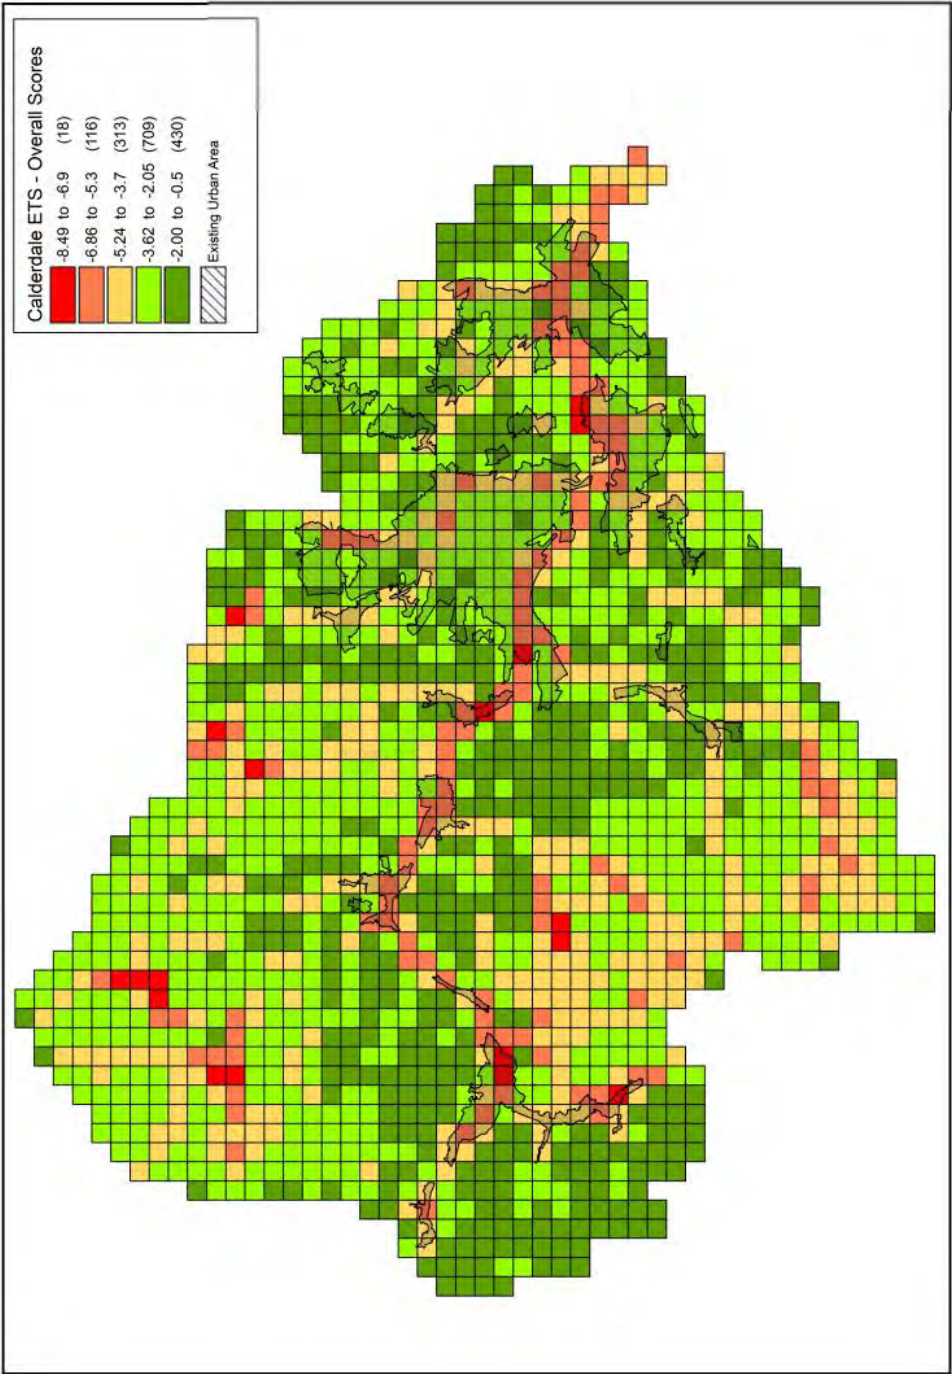 Calderdale ETS - Overall Scores
-8.49 to -6.9 (18)
-6.86 to -5.3 (116)
-5.24 to -3.7 (313)
-3.62 to -2.05 (709)
-2.00 to -0.5 (430)
Existing Urban Area